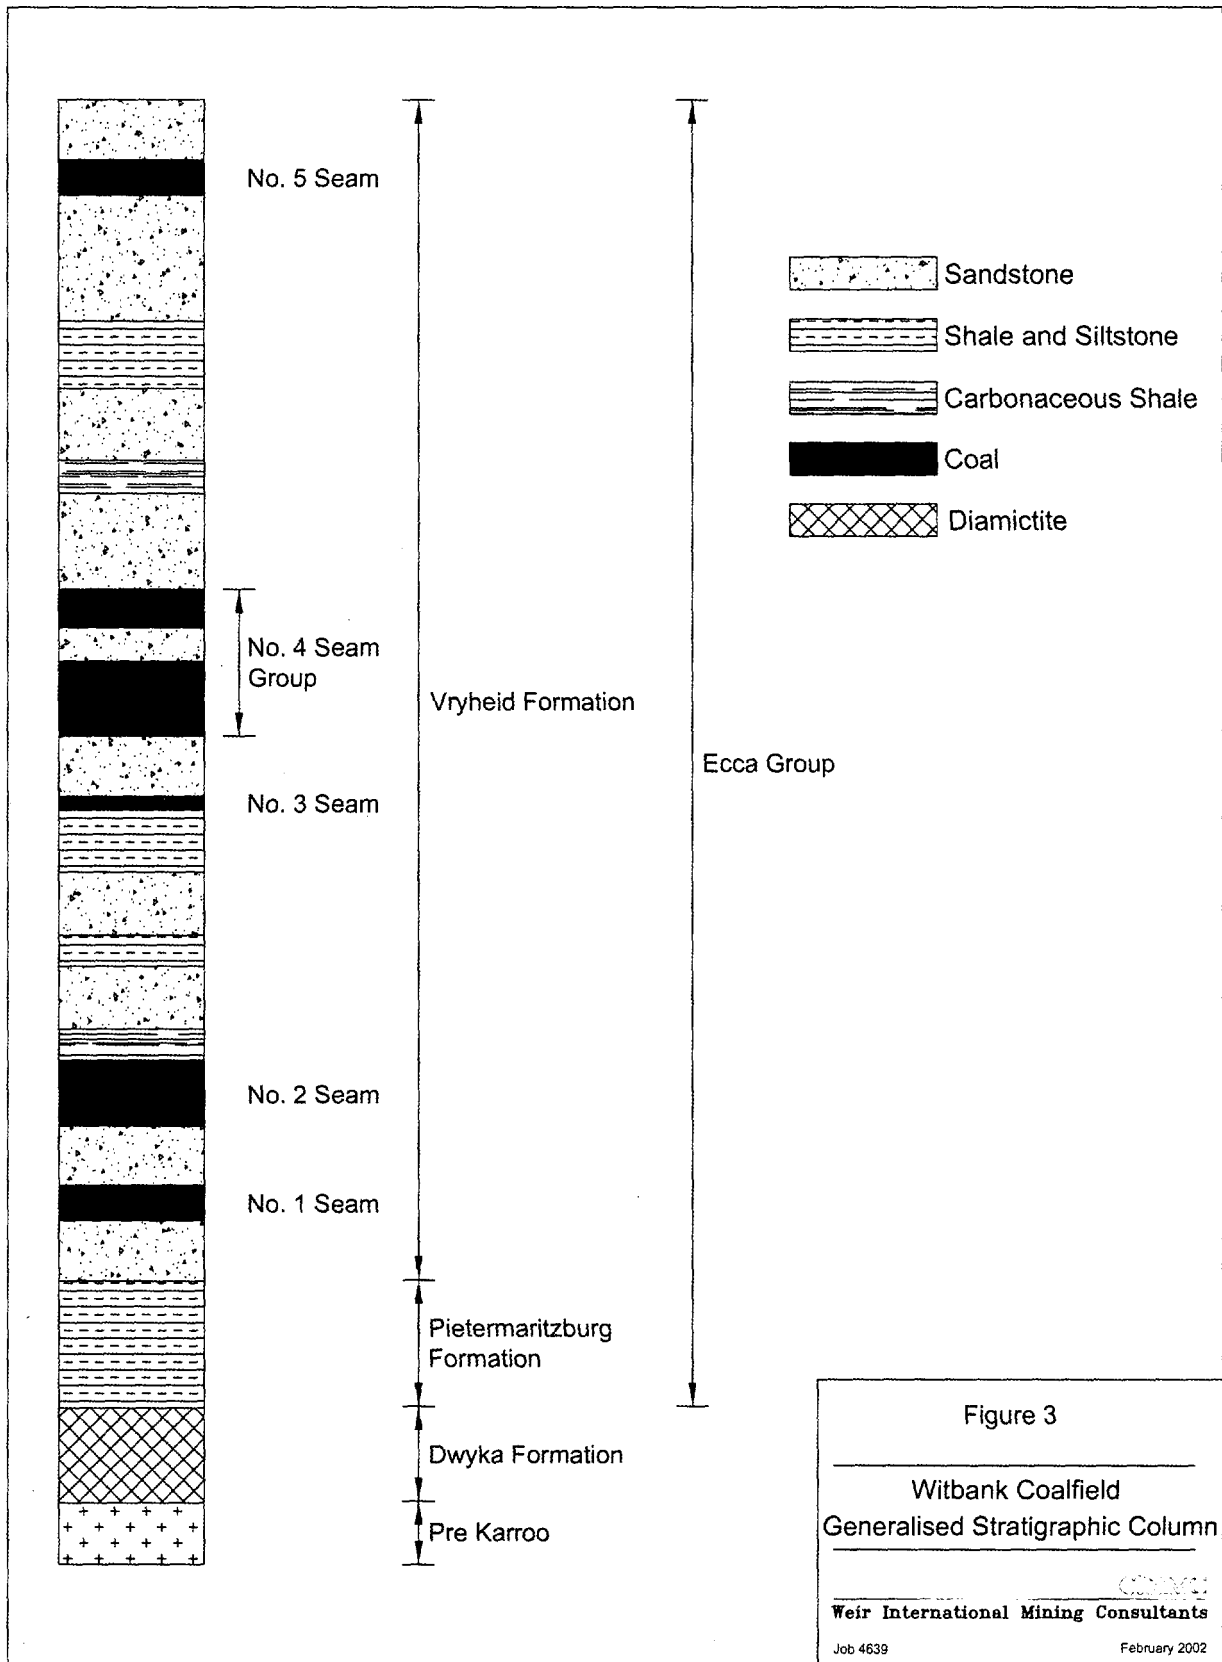 No. 5 Seam
Sandstone
Shale and Siltstone
Carbonaceous Shale
Coal
Diamictite
No. 4 Seam
Group
Vryheid Formation
Ecca Group
No. 3 Seam
No. 2 Seam
No. 1 Seam
Pietermaritzburg
Formation
Dwyka Formation
Pre Karroo
Figure 3
Witbank Coalfield
Generalised Stratigraphic Column
Weir International Mining Consultants
Job 4639
February 2002